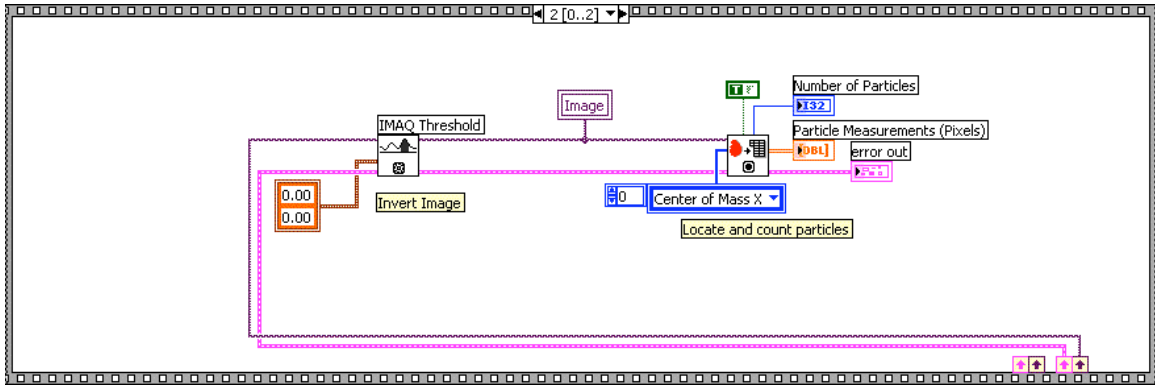 2 [0..2]
Number of Particles
T F
Image
I32
IMAQ Threshold
Particle Measurements (Pixels)
DBL]
error out
0.00
0.00
Invert Image
0
Center of Mass X
Locate and count particles